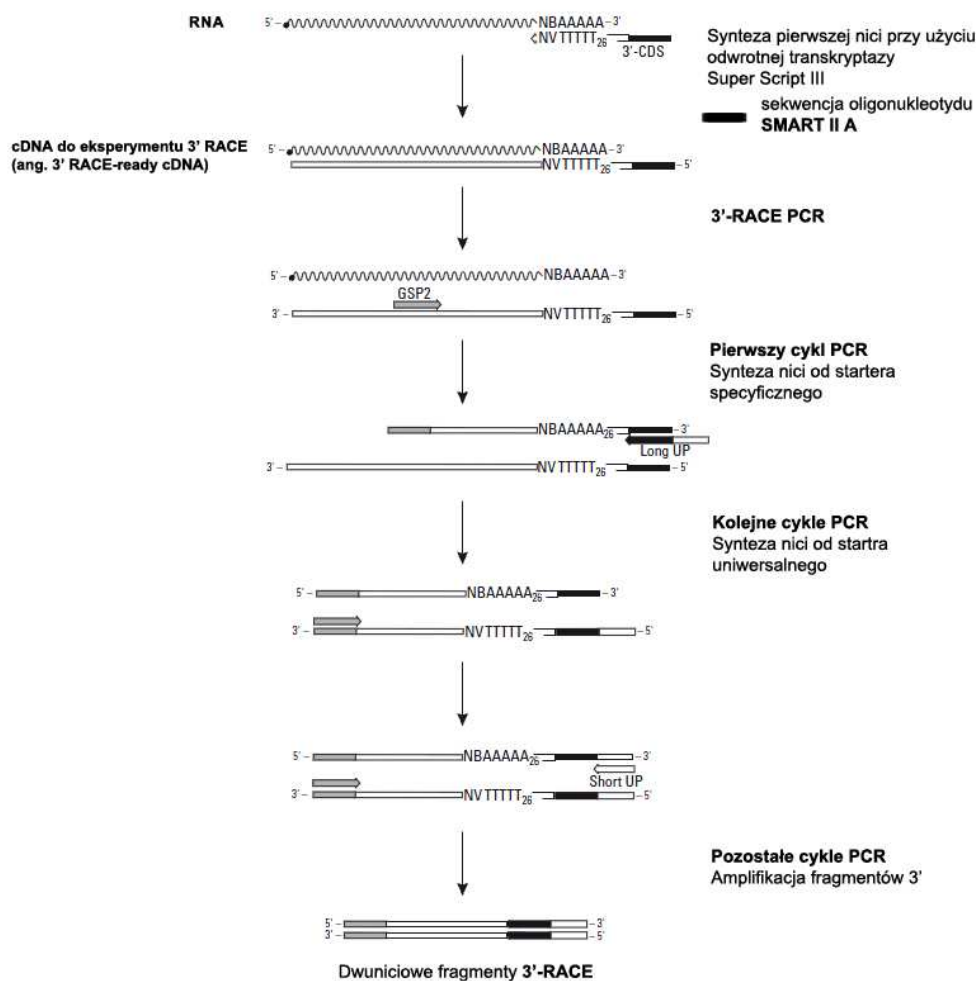 RNA
5' – NBAAAAA –3'
NVTTTTT26
3'-CDS
Synteza pierwszej nici przy użyciu
odwrotnej transkryptazy
Super Script III
sekwencja oligonukleotydu
SMART II A
cDNA do eksperymentu 3' RACE
(ang. 3' RACE-ready cDNA)
5' – NBAAAAA –3'
NVTTTTT26 – 5'
3'-RACE PCR
5' – NBAAAAA –3'
GSP2
3' – NVTTTTT26 – 5'
Pierwszy cykl PCR
Synteza nici od startera
specyficznego
NBAAAAA26 – 3'
Long UP
3' – NVTTTTT26 – 5'
Kolejne cykle PCR
Synteza nici od startra
uniwersalnego
5' – NBAAAAA26 – 3'
3' – NVTTTTT26 – 5'
5' – NBAAAAA26 – 3'
Short UP
3' – NVTTTTT26 – 5'
Pozostałe cykle PCR
Amplifikacja fragmentów 3'
5' – – 3'
3' – – 5'
Dwuniciowe fragmenty 3'-RACE